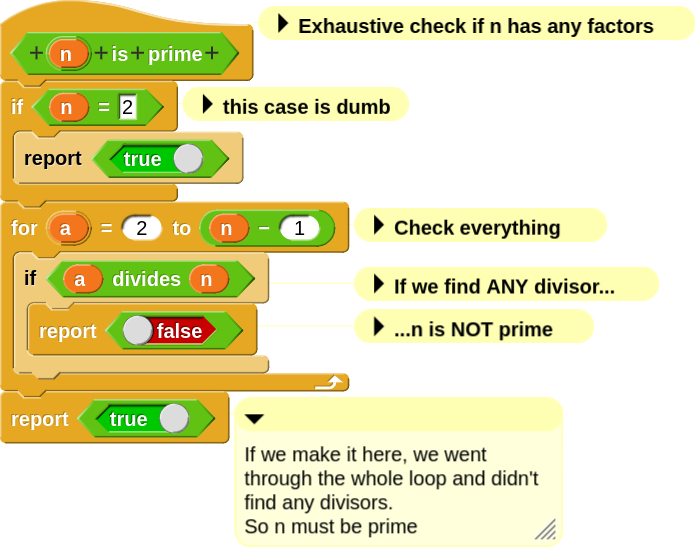 + n + is + prime +
Exhaustive check if n has any factors
if n = 2
this case is dumb
report true
for a = 2 to n − 1
Check everything
if a divides n
If we find ANY divisor...
report false
...n is NOT prime
report true
If we make it here, we went
through the whole loop and didn't
find any divisors.
So n must be prime